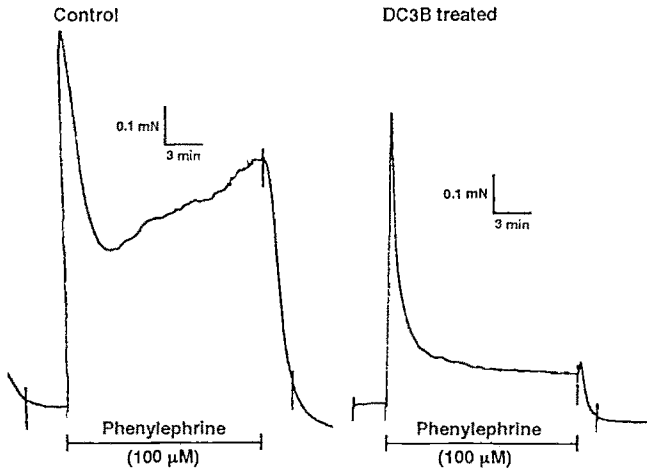 Control
DC3B treated
0.1 mN
3 min
0.1 mN
3 min
Phenylephrine
(100 µM)
Phenylephrine
(100 µM)